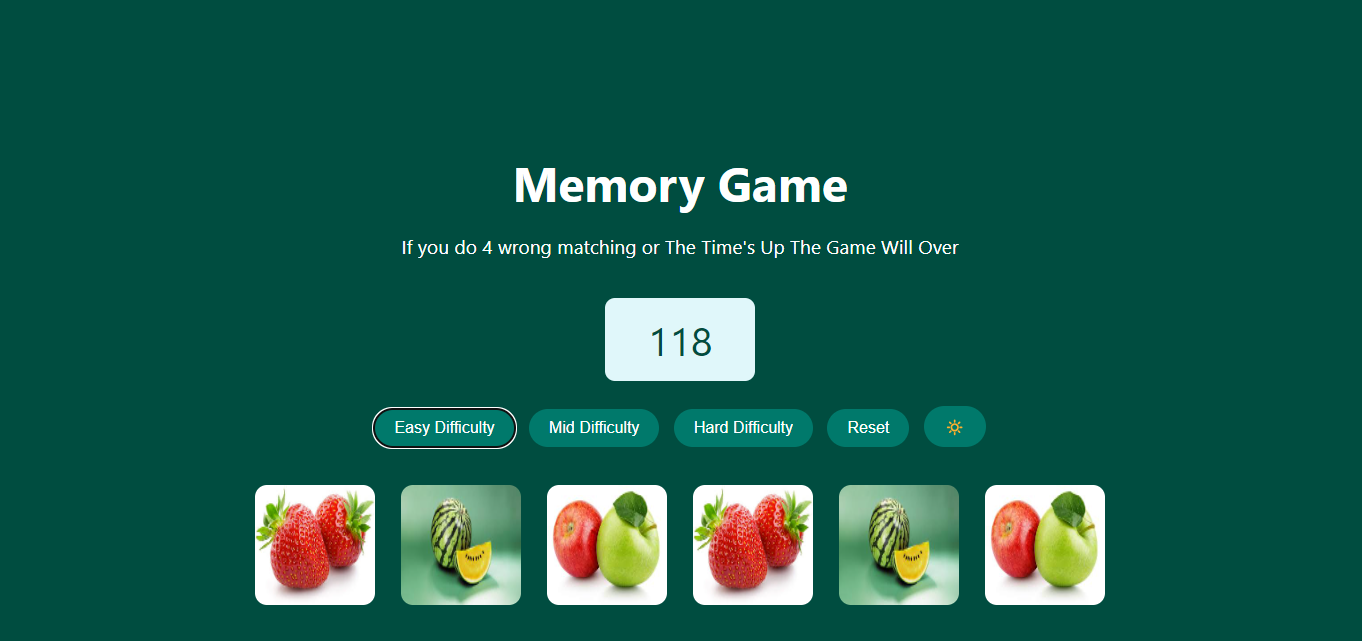 Memory Game
If you do 4 wrong matching or The Time's Up The Game Will Over
118
Easy Difficulty
Mid Difficulty
Hard Difficulty
Reset